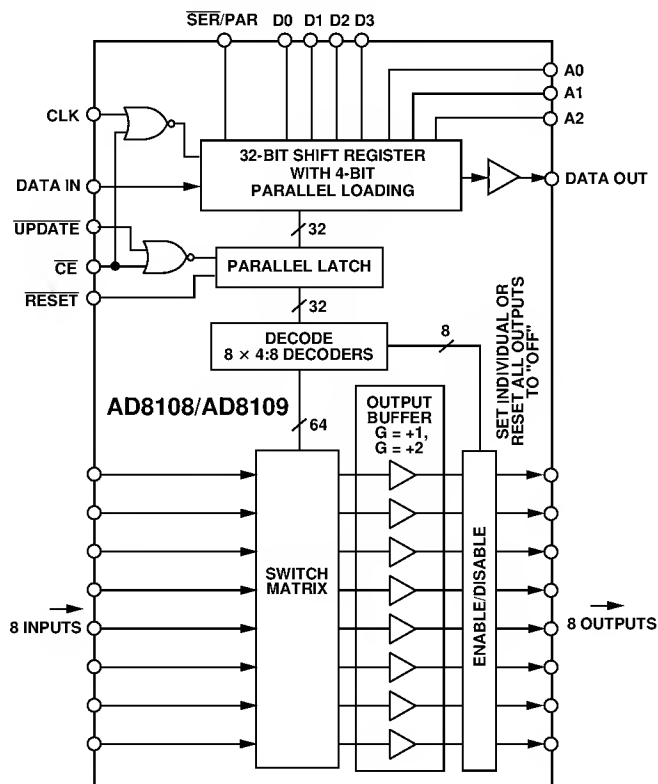 SER/PAR D0 D1 D2 D3
A0
A1
A2
CLK
32-BIT SHIFT REGISTER
WITH 4-BIT
PARALLEL LOADING
DATA IN
DATA OUT
UPDATE
32
CE
PARALLEL LATCH
RESET
32
DECODE
8 × 4:8 DECODERS
8
SET INDIVIDUAL OR
RESET ALL OUTPUTS
TO "OFF"
AD8108/AD8109
64
OUTPUT
BUFFER
G = +1,
G = +2
SWITCH
MATRIX
ENABLE/DISABLE
8 INPUTS
8 OUTPUTS